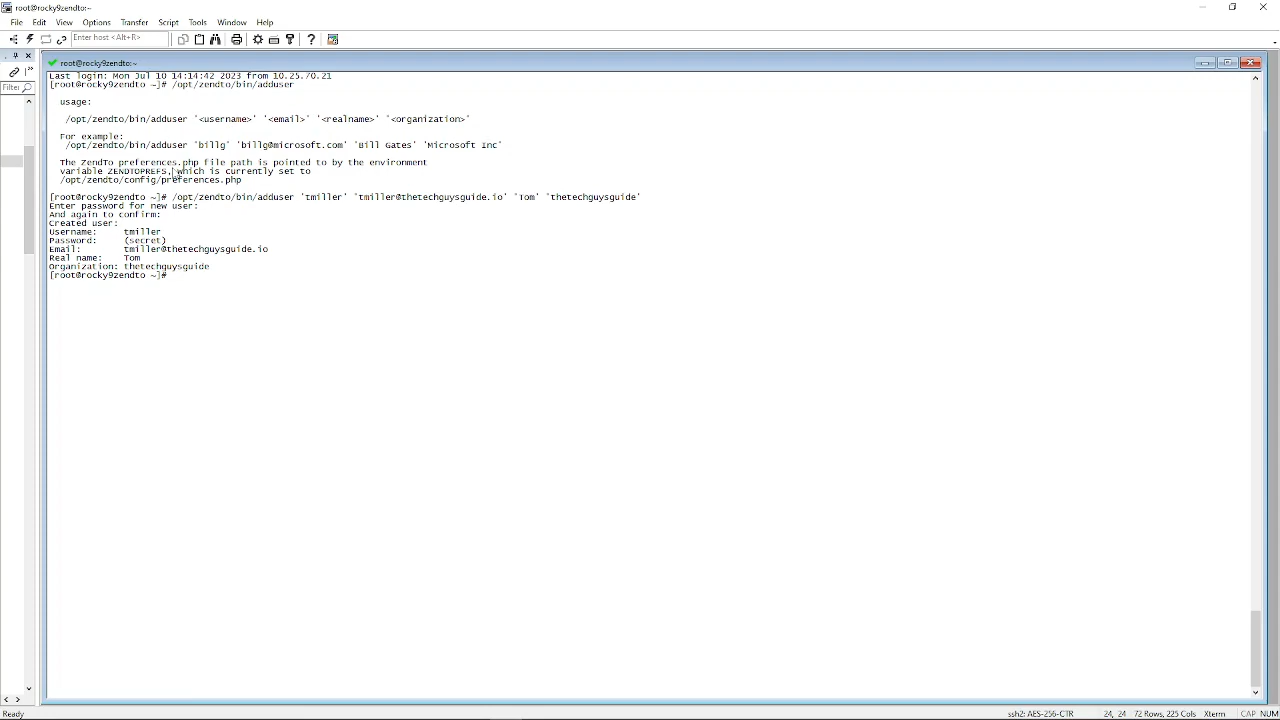 root@rocky9zendto:~
File Edit View Options Transfer Script Tools Window Help
Enter host <Alt+R>
root@rocky9zendto:~
Filter
Last login: Mon Jul 10 14:14:42 2023 from 10.25.70.21
[root@rocky9zendto ~]# /opt/zendto/bin/adduser
usage:
/opt/zendto/bin/adduser '<username>' '<email>' '<realname>' '<organization>'
For example:
/opt/zendto/bin/adduser 'billg' 'billg@microsoft.com' 'Bill Gates' 'Microsoft Inc'
The ZendTo preferences.php file path is pointed to by the environment
variable ZENDTOPREFS, which is currently set to
/opt/zendto/config/preferences.php
[root@rocky9zendto ~]# /opt/zendto/bin/adduser 'tmiller' 'tmiller@thetechguysguide.io' 'Tom' 'thetechguysguide'
Enter password for new user:
And again to confirm:
Created user:
Username: tmiller
Password: (secret)
Email: tmiller@thetechguysguide.io
Real name: Tom
Organization: thetechguysguide
[root@rocky9zendto ~]#
Ready ssh2: AES-256-CTR 24, 24 72 Rows, 225 Cols Xterm CAP NUM